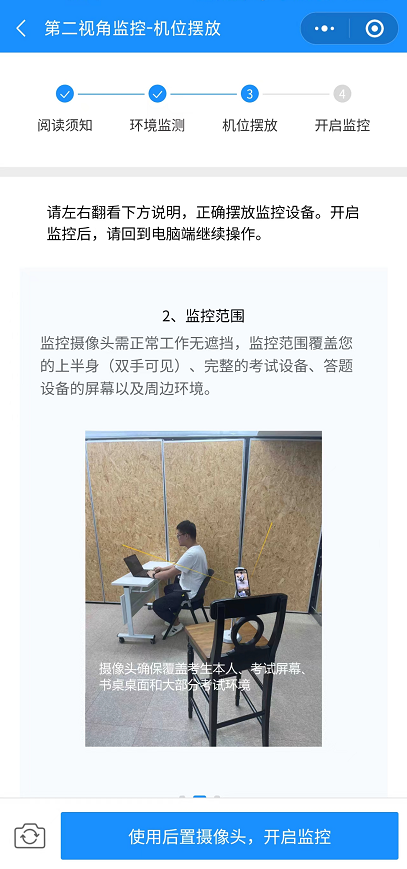 第二视角监控-机位摆放
3
4
阅读须知
环境监测
机位摆放
开启监控
请左右翻看下方说明，正确摆放监控设备。开启
监控后，请回到电脑端继续操作。
2、监控范围
监控摄像头需正常工作无遮挡，监控范围覆盖您
的上半身（双手可见）、完整的考试设备、答题
设备的屏幕以及周边环境。
摄像头确保覆盖考生本人、考试屏幕、
书桌桌面和大部分考试环境
使用后置摄像头，开启监控